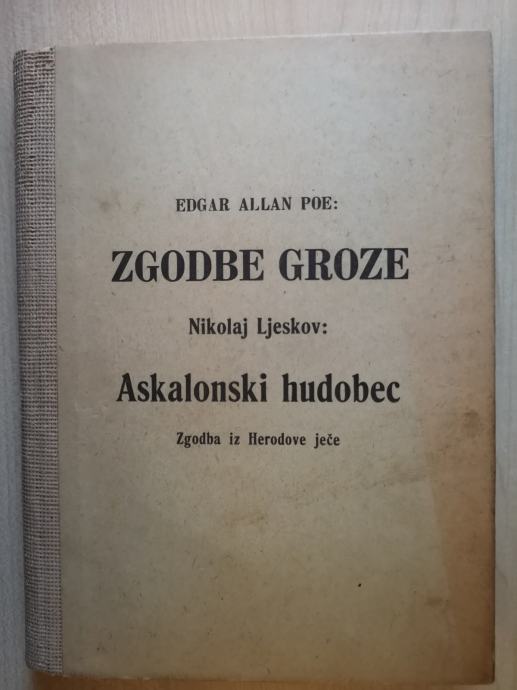 EDGAR ALLAN POE:
ZGODBE GROZE
Nikolaj Ljeskov:
Askalonski hudobec
Zgodba iz Herodove ječe